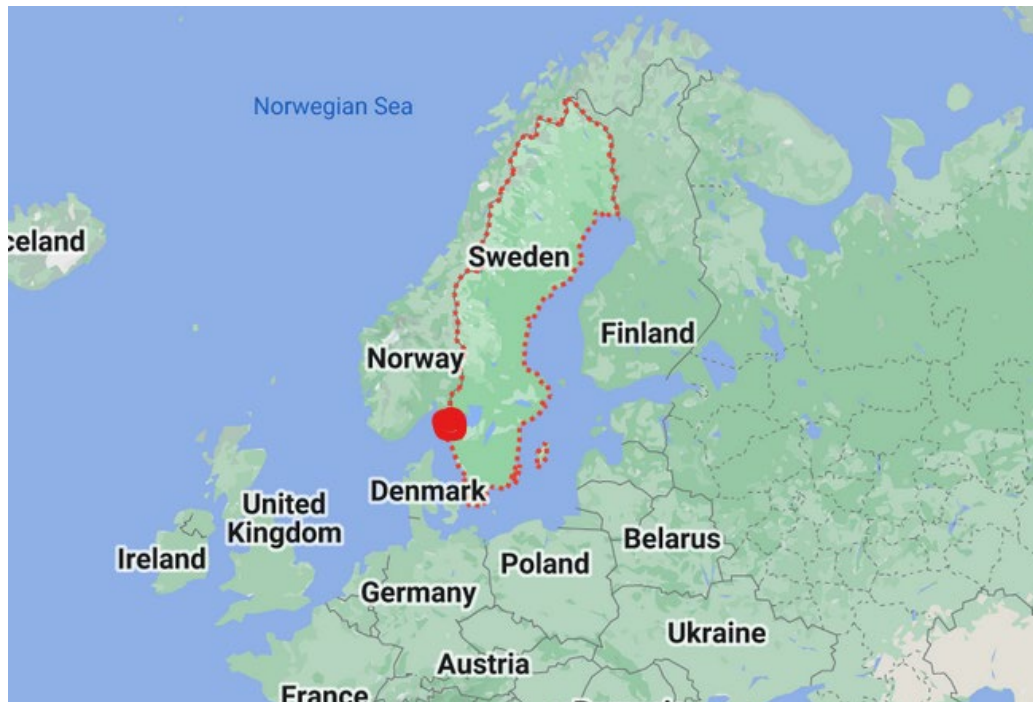 Norwegian Sea
celand
Sweden
Finland
Norway
Denmark
United
Kingdom
Ireland
Belarus
Poland
Germany
Ukraine
Austria
France